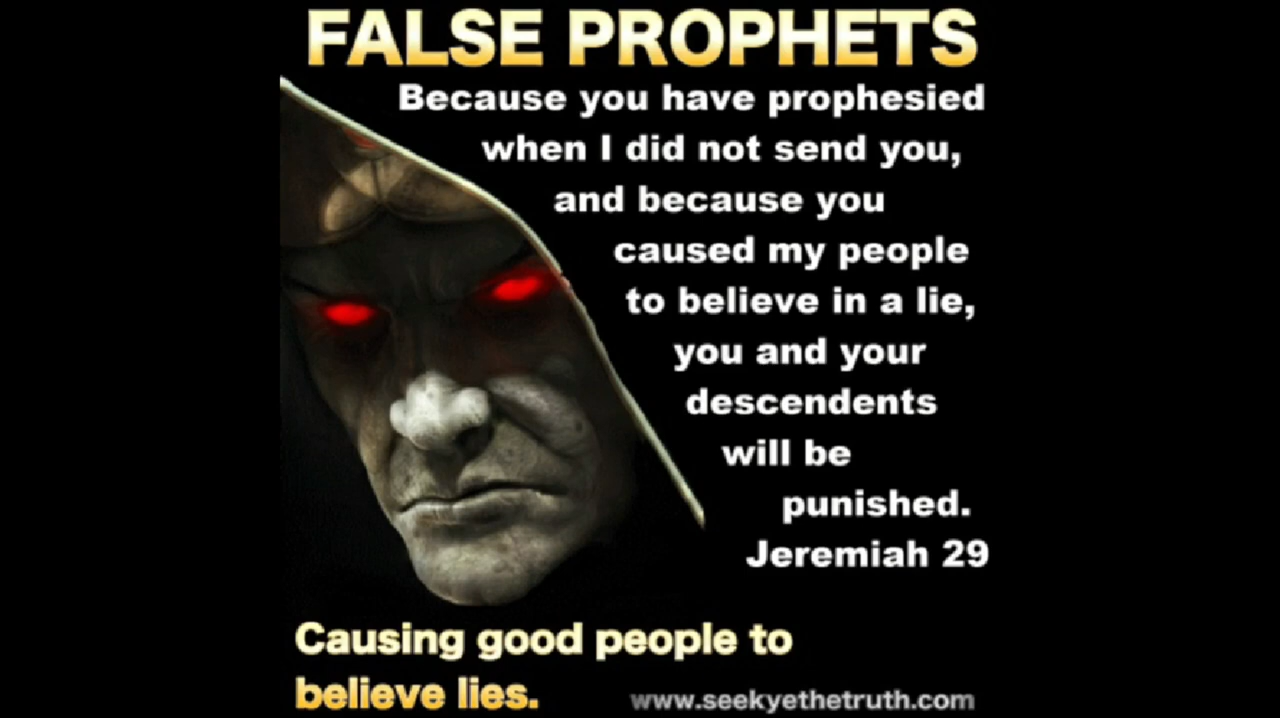 FALSE PROPHETS
Because you have prophesied
when I did not send you,
and because you
caused my people
to believe in a lie,
you and your
descendents
will be
punished.
Jeremiah 29
Causing good people to
believe lies.
www.seekyethetruth.com